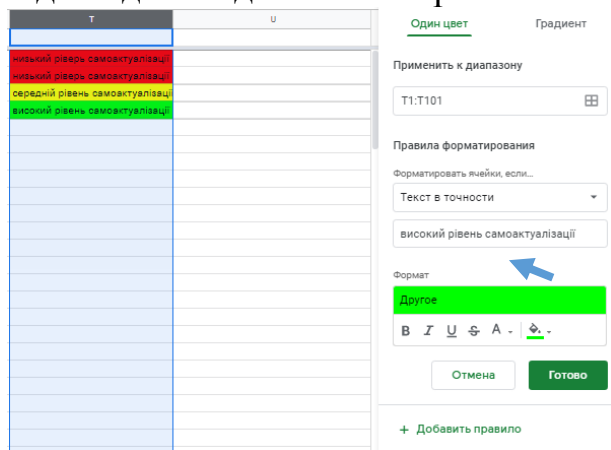 T
U
низький рівень самоактуалізації
низький рівень самоактуалізації
середній рівень самоактуалізації
високий рівень самоактуалізації
Один цвет
Градиент
Применить к диапазону
T1:T101
Правила форматирования
Форматировать ячейки, если...
Текст в точности
високий рівень самоактуалізації
Формат
Другое
B I U S A
Отмена
Готово
+ Добавить правило